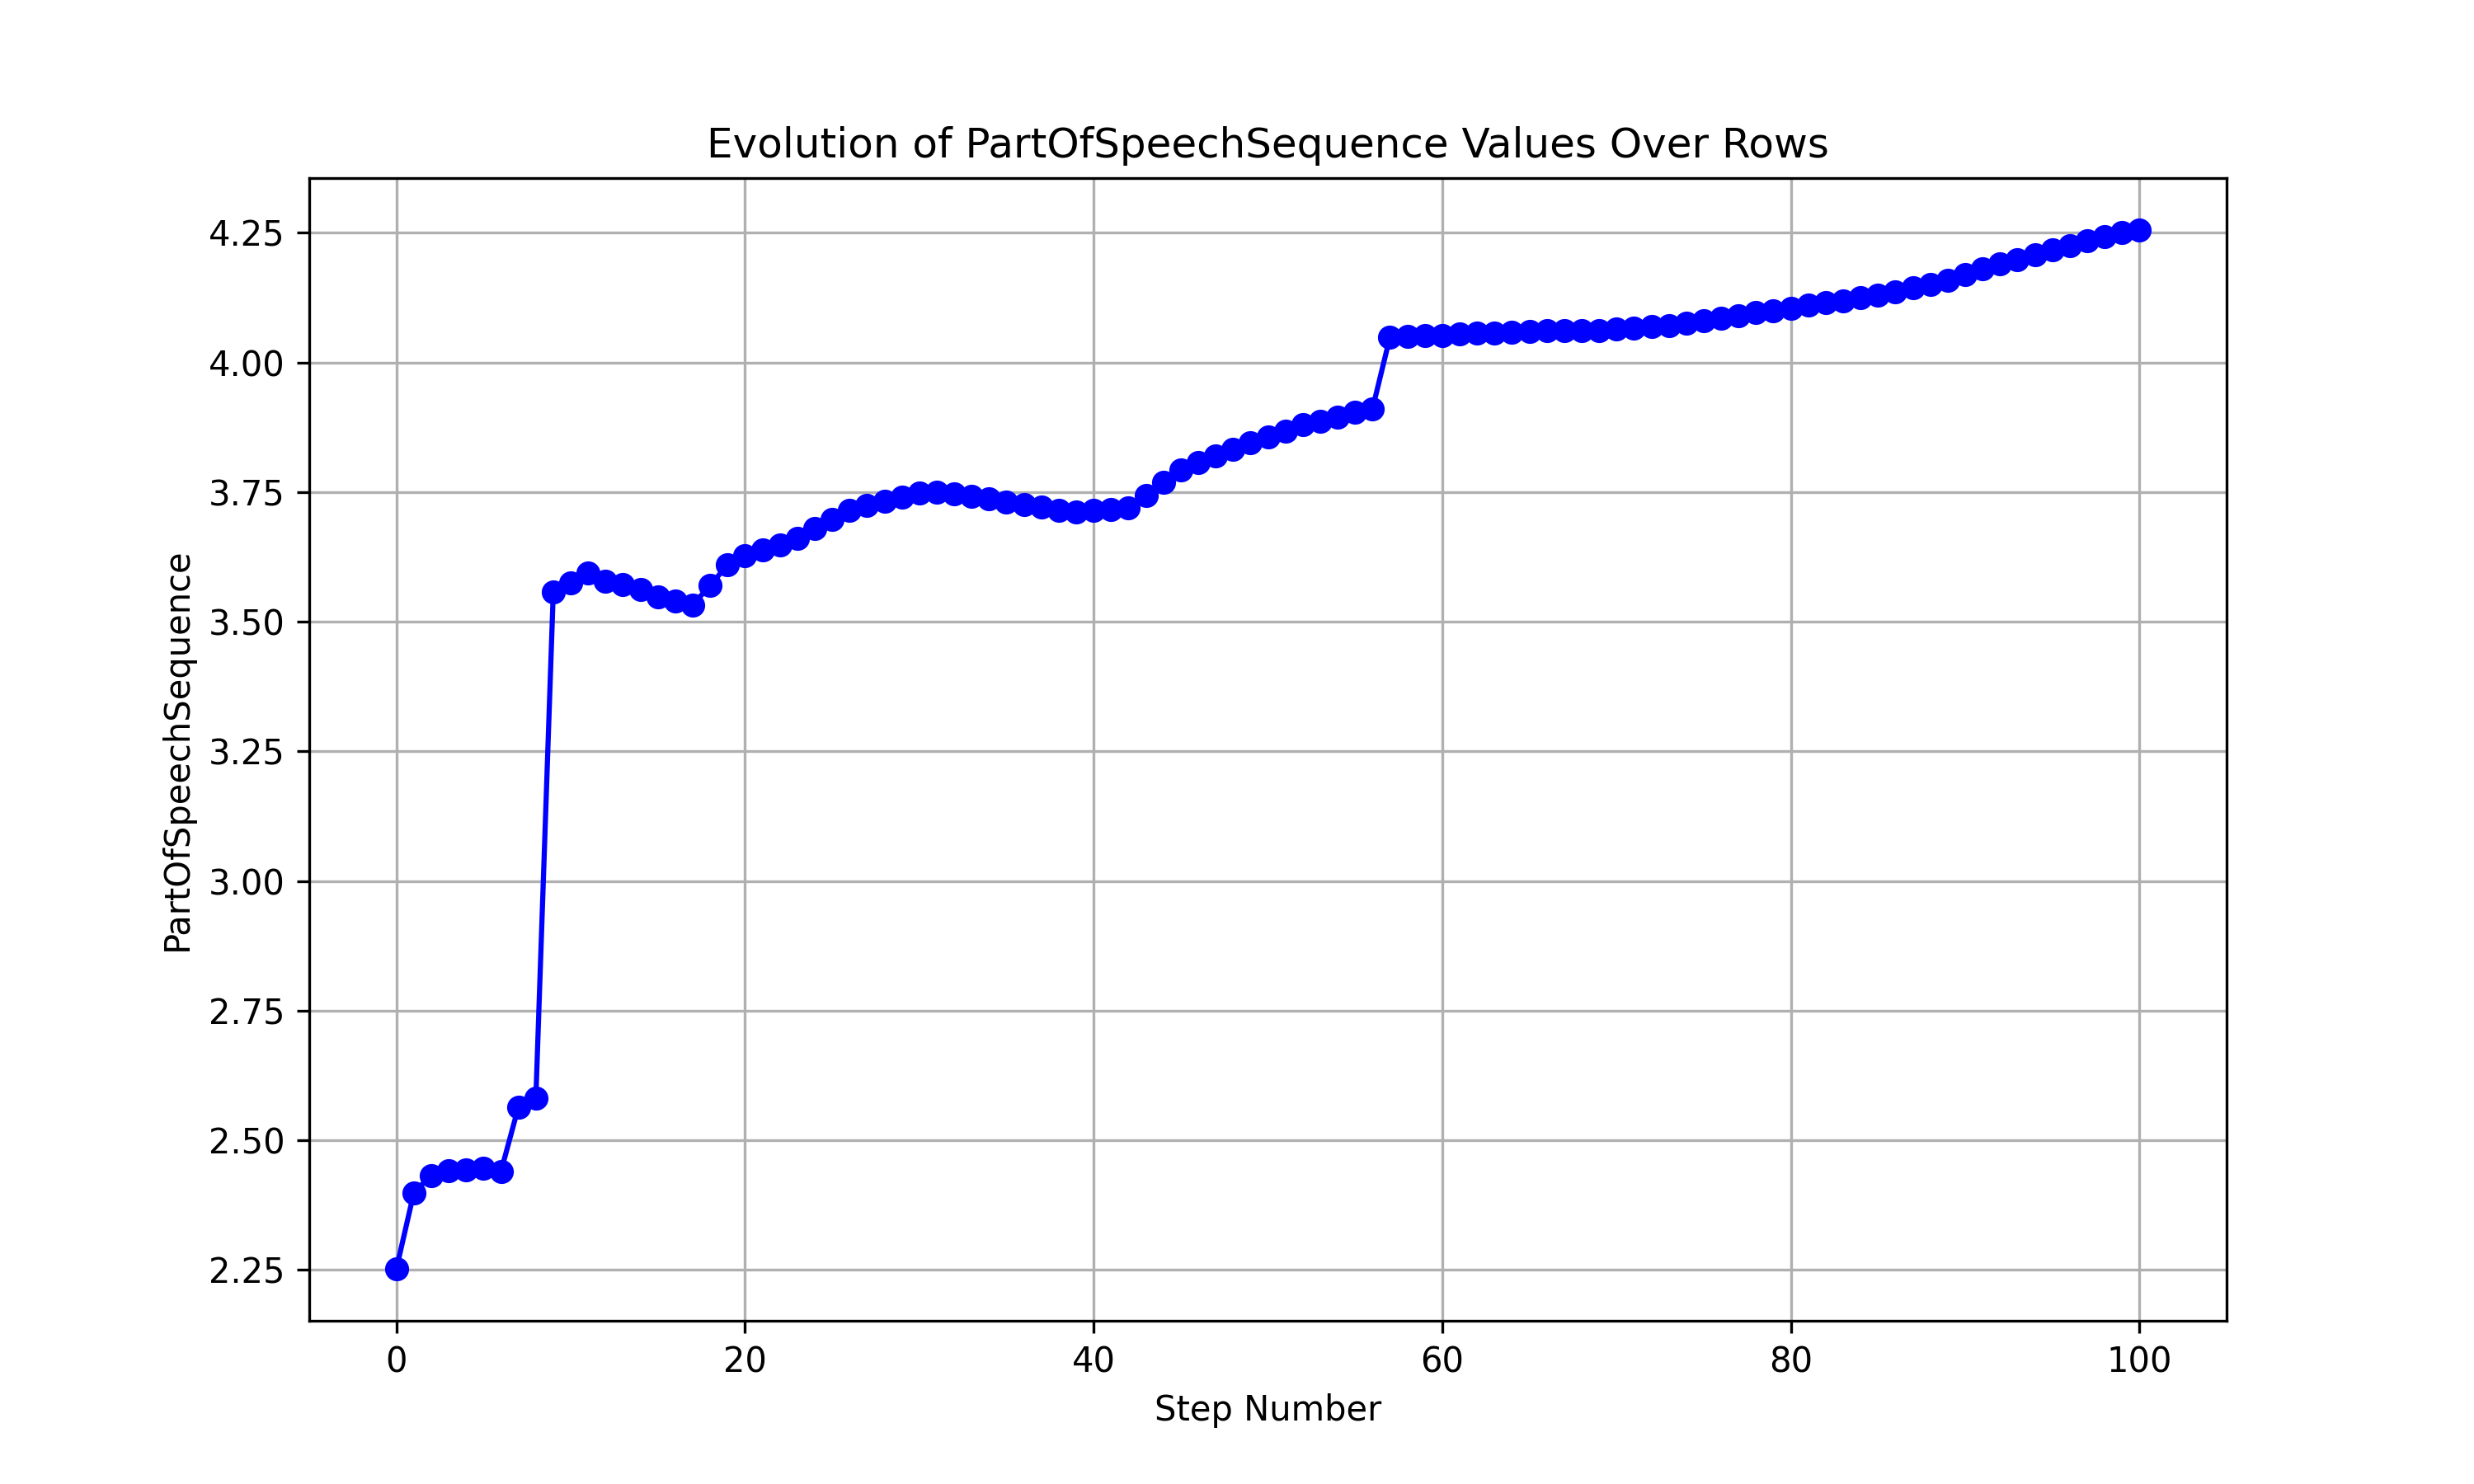 Evolution of PartOfSpeechSequence Values Over Rows
PartOfSpeechSequence
4.25
4.00
3.75
3.50
3.25
3.00
2.75
2.50
2.25
0 20 40 60 80 100
Step Number